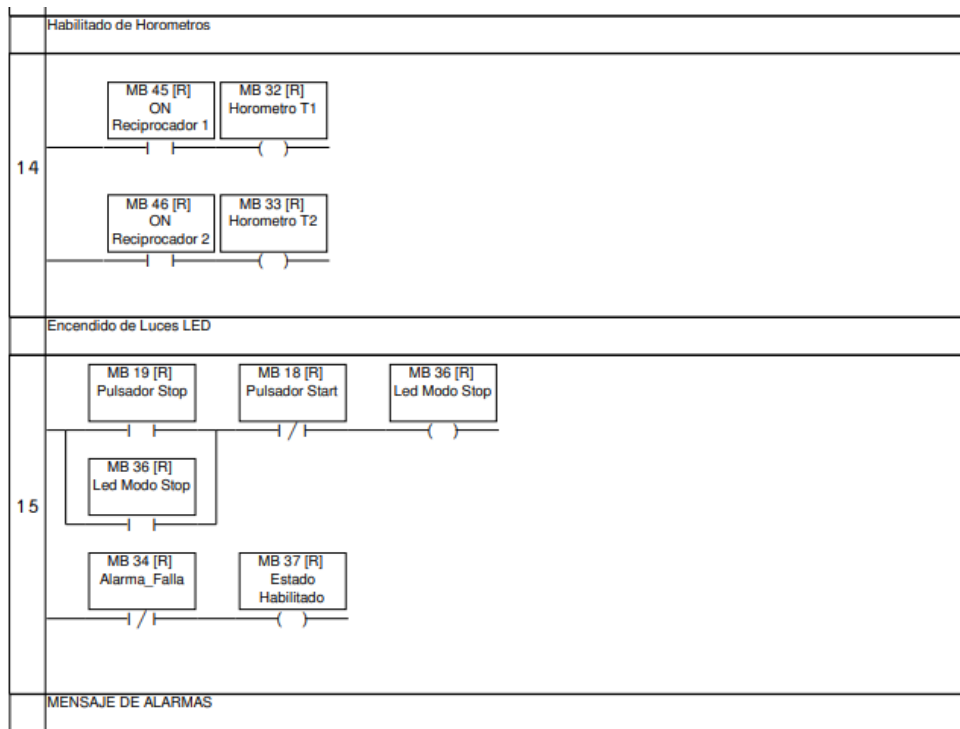 Habilitado de Horometros
14
MB 45 [R]
ON
Reciprocador 1
MB 32 [R]
Horometro T1
MB 46 [R]
ON
Reciprocador 2
MB 33 [R]
Horometro T2
Encendido de Luces LED
15
MB 19 [R]
Pulsador Stop
MB 18 [R]
Pulsador Start
MB 36 [R]
Led Modo Stop
MB 36 [R]
Led Modo Stop
MB 34 [R]
Alarma_Falla
MB 37 [R]
Estado
Habilitado
MENSAJE DE ALARMAS